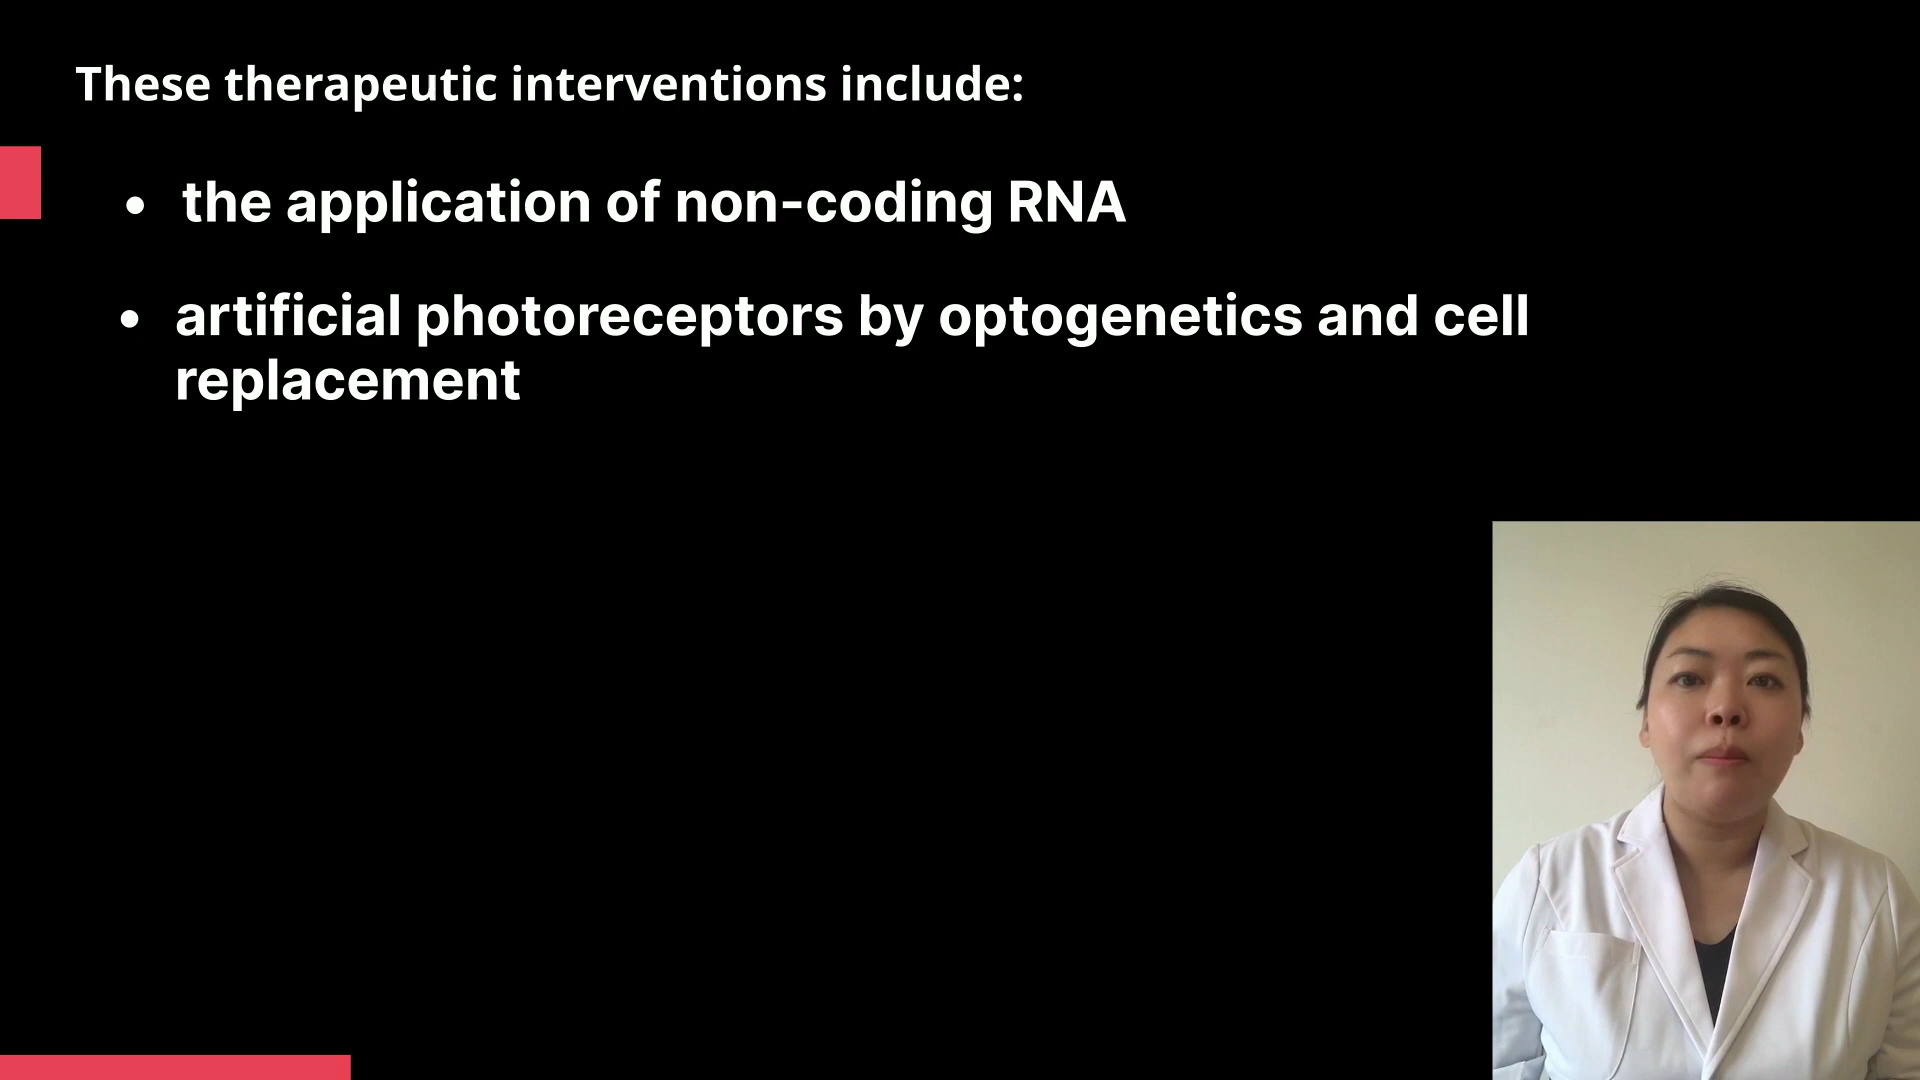 These therapeutic interventions include:
• the application of non-coding RNA
• artificial photoreceptors by optogenetics and cell
replacement